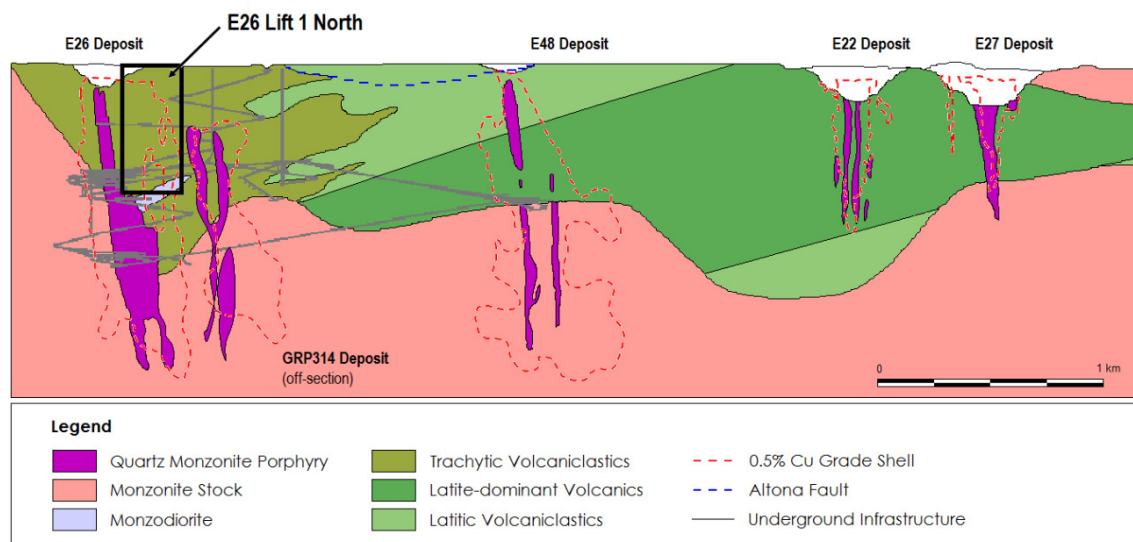 E26 Lift 1 North
E26 Deposit
E48 Deposit
E22 Deposit
E27 Deposit
GRP314 Deposit
(off-section)
0
1 km
Legend
Quartz Monzonite Porphyry
Monzonite Stock
Monzodiorite
Trachytic Volcaniclastics
Latite-dominant Volcanics
Latitic Volcaniclastics
0.5% Cu Grade Shell
Altona Fault
Underground Infrastructure